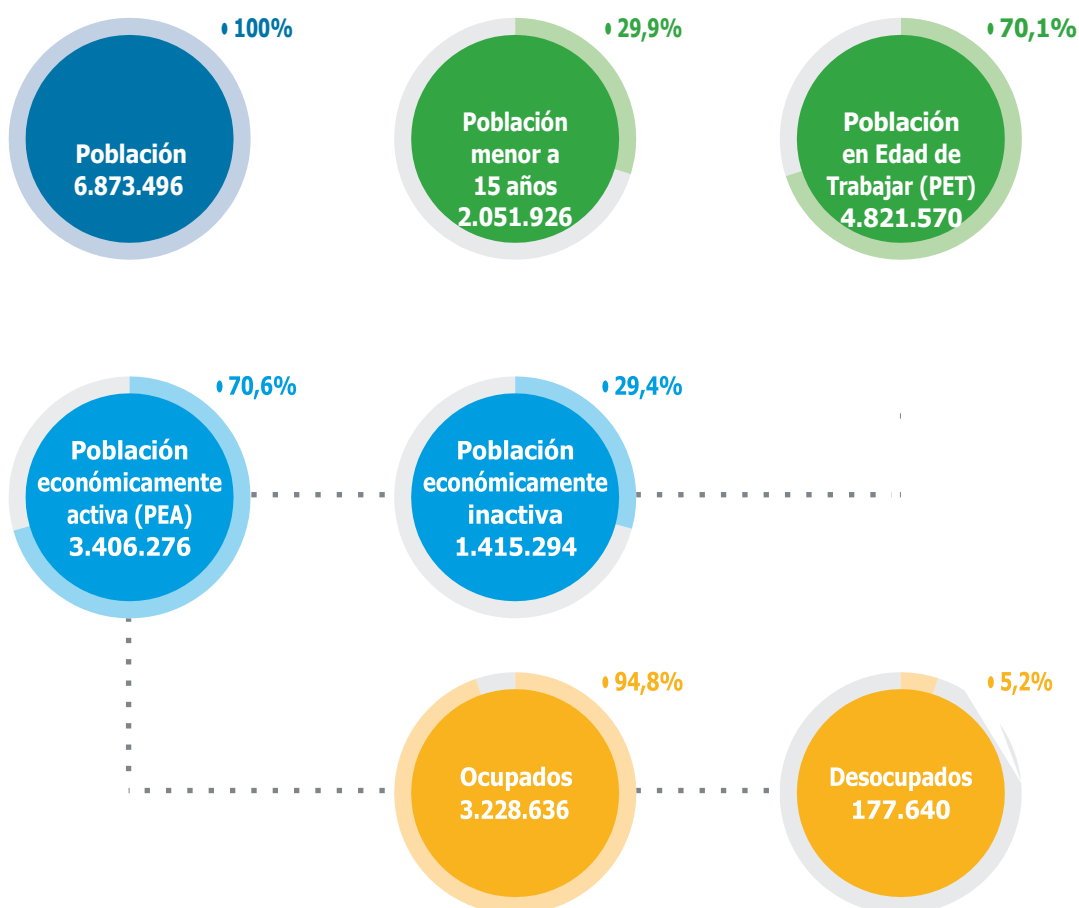 • 100%
Población
6.873.496
• 29,9%
Población
menor a
15 años
2.051.926
• 70,1%
Población
en Edad de
Trabajar (PET)
4.821.570
• 70,6%
Población
económicamente
activa (PEA)
3.406.276
• 29,4%
Población
económicamente
inactiva
1.415.294
• 94,8%
Ocupados
3.228.636
• 5,2%
Desocupados
177.640